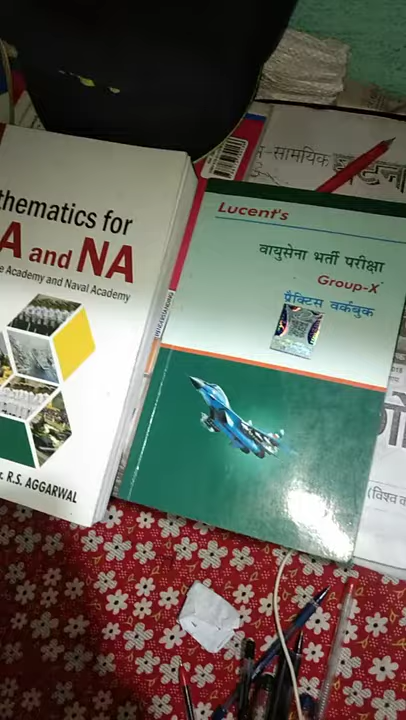 thematics for
A and NA
e Academy and Naval Academy
R.S. AGGARWAL
Lucent's
वायुसेना भर्ती परीक्षा
Group-X
प्रैक्टिस वर्कबुक
सामयिक
(विश्व